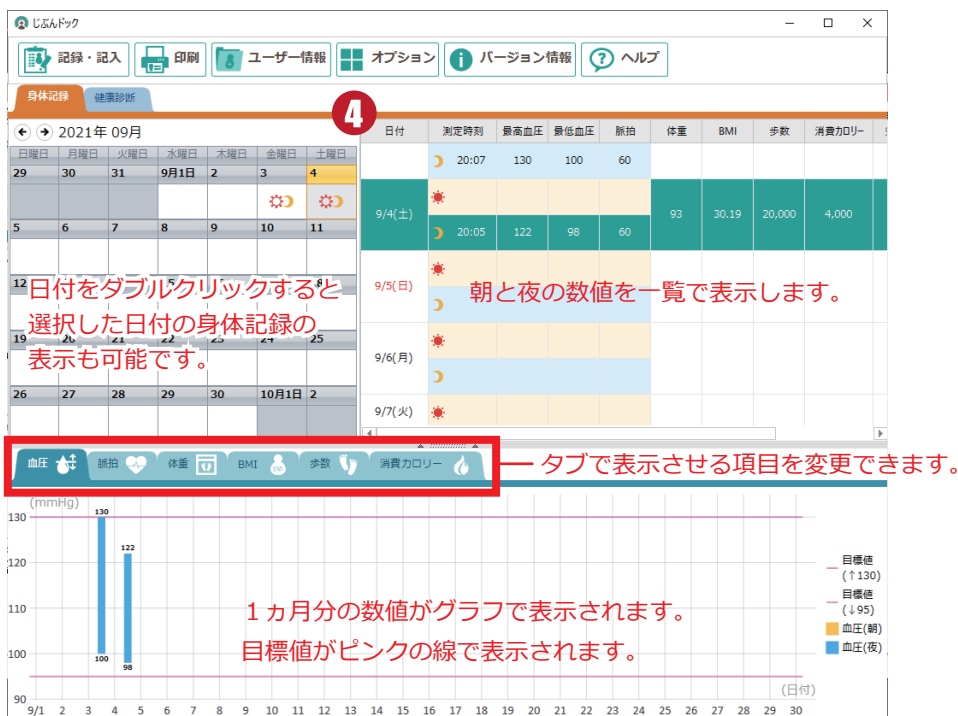 じぶんドック
記録・記入 印刷 ユーザー情報 オプション バージョン情報 ヘルプ
身体記録 健康診断
4
2021年 09月
日曜日 月曜日 火曜日 水曜日 木曜日 金曜日 土曜日
29 30 31 9月1日 2 3 4
5 6 7 8 9 10 11
12
19 20 21 22 23 24 25
26 27 28 29 30 10月1日 2
日付をダブルクリックすると
選択した日付の身体記録の
表示も可能です。
日付 測定時刻 最高血圧 最低血圧 脈拍 体重 BMI 歩数 消費カロリー
20:07 130 100 60
9/4(土) 93 30.19 20,000 4,000
20:05 122 98 60
9/5(日)
朝と夜の数値を一覧で表示します。
9/6(月)
9/7(火)
血圧 脈拍 体重 BMI BMI 歩数 消費カロリー
タブで表示させる項目を変更できます。
(mmHg)
130
120
110
100
90
130
122
100
98
1ヵ月分の数値がグラフで表示されます。
目標値がピンクの線で表示されます。
目標値
(↑130)
目標値
(↓95)
血圧(朝)
血圧(夜)
(日付)
9/1 2 3 4 5 6 7 8 9 10 11 12 13 14 15 16 17 18 19 20 21 22 23 24 25 26 27 28 29 30